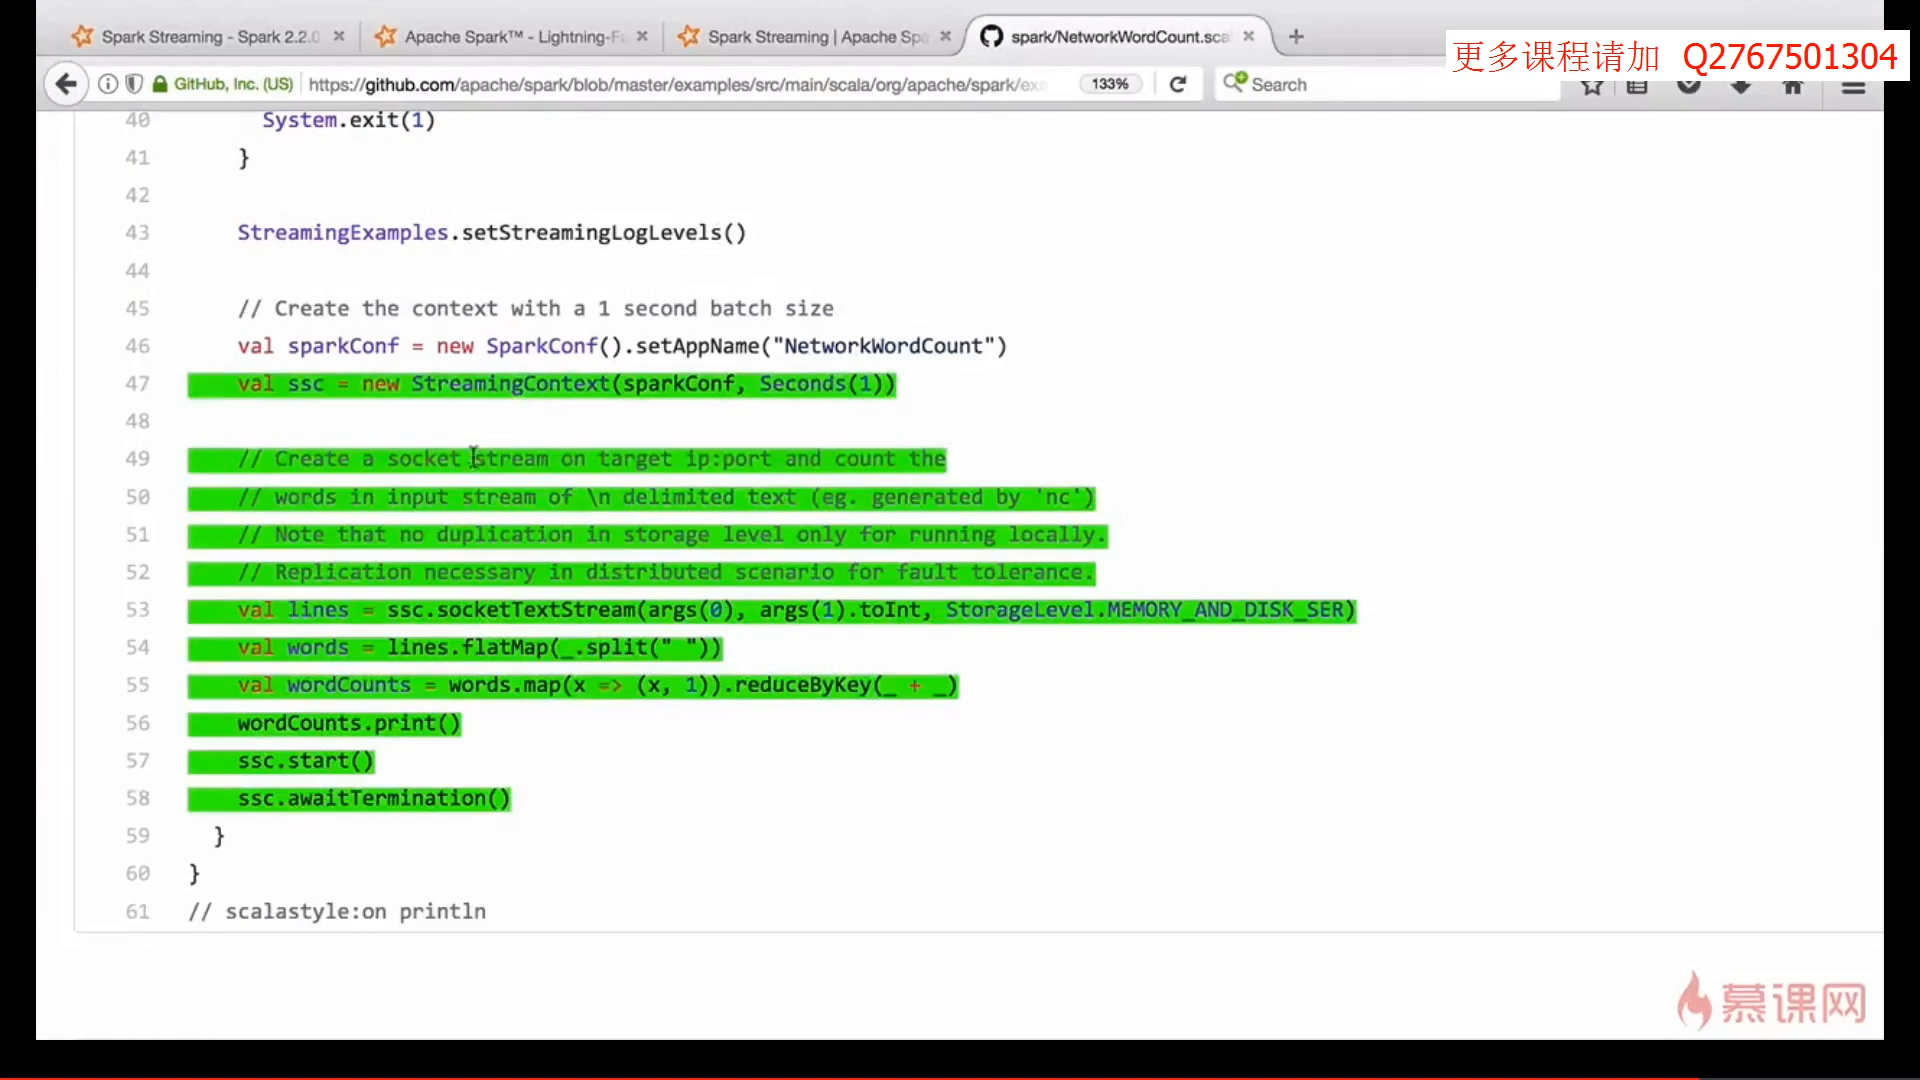 Spark Streaming - Spark 2.2.0
Apache Spark™ - Lightning-Fa
Spark Streaming | Apache Spa
spark/NetworkWordCount.scal
更多课程请加 Q2767501304
GitHub, Inc. (US)
https://github.com/apache/spark/blob/master/examples/src/main/scala/org/apache/spark/exa
133%
Search
40 System.exit(1)
41 }
42
43 StreamingExamples.setStreamingLogLevels()
44
45 // Create the context with a 1 second batch size
46 val sparkConf = new SparkConf().setAppName("NetworkWordCount")
47 val ssc = new StreamingContext(sparkConf, Seconds(1))
48
49 // Create a socket stream on target ip:port and count the
50 // words in input stream of \n delimited text (eg. generated by 'nc')
51 // Note that no duplication in storage level only for running locally.
52 // Replication necessary in distributed scenario for fault tolerance.
53 val lines = ssc.socketTextStream(args(0), args(1).toInt, StorageLevel.MEMORY_AND_DISK_SER)
54 val words = lines.flatMap(_.split(" "))
55 val wordCounts = words.map(x => (x, 1)).reduceByKey(_ + _)
56 wordCounts.print()
57 ssc.start()
58 ssc.awaitTermination()
59 }
60 }
61 // scalastyle:on println
慕课网